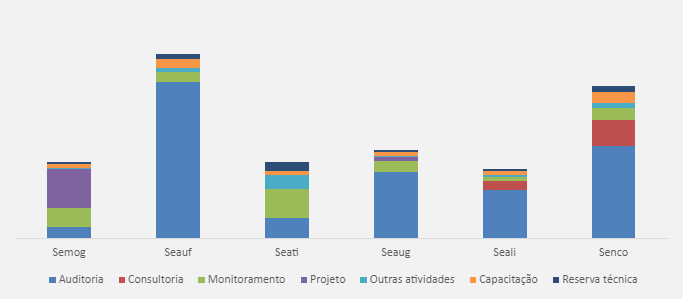 Semog Seauf Seati Seaug Seali Senco
Auditoria Consultoria Monitoramento Projeto Outras atividades Capacitação Reserva técnica